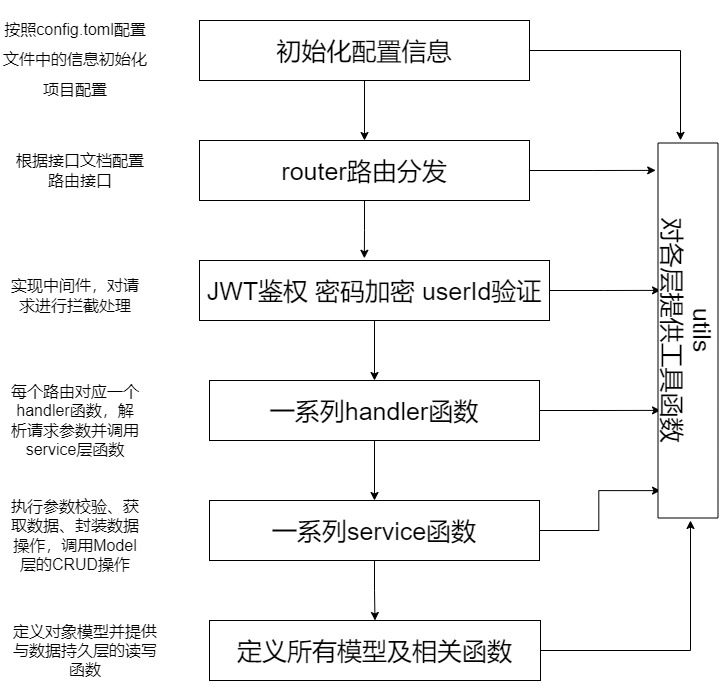 按照config.toml配置
文件中的信息初始化
项目配置
初始化配置信息
根据接口文档配置
路由接口
router路由分发
实现中间件，对请
求进行拦截处理
JWT鉴权 密码加密 userId验证
每个路由对应一个
handler函数，解
析请求参数并调用
service层函数
一系列handler函数
执行参数校验、获
取数据、封装数据
操作，调用Model
层的CRUD操作
一系列service函数
定义对象模型并提供
与数据持久层的读写
函数
定义所有模型及相关函数
utils
对各层提供工具函数